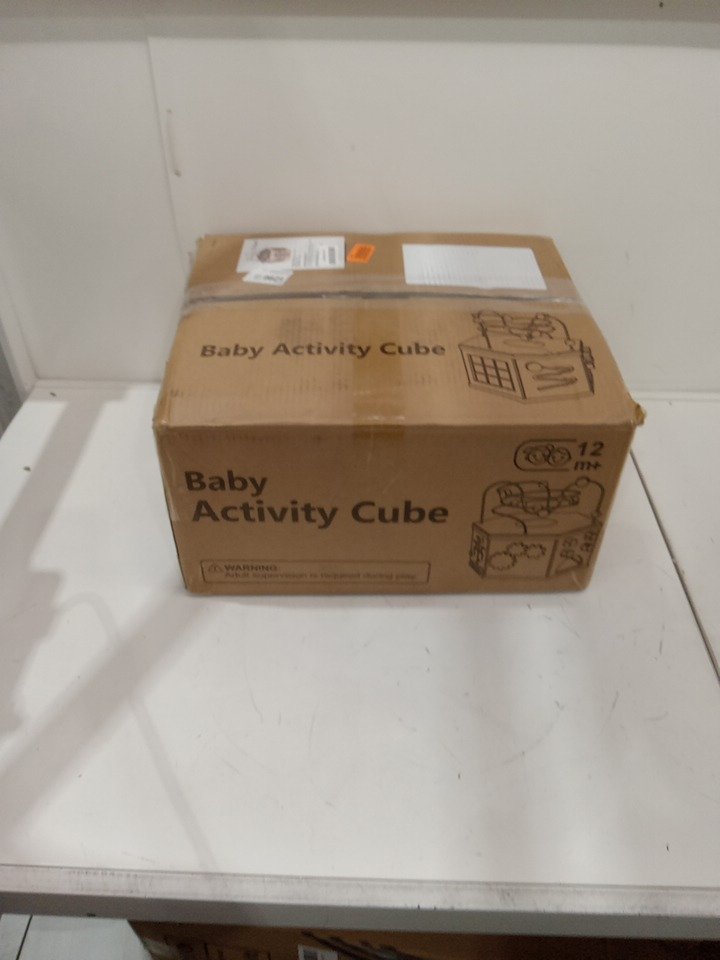 Baby Activity Cube
12
m+
Baby
Activity Cube
WARNING
Adult supervision is required during play.